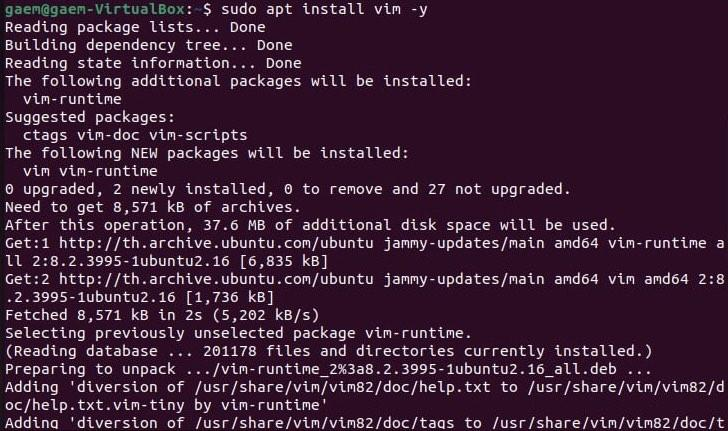 gaem@gaem-VirtualBox:~$ sudo apt install vim -y
Reading package lists... Done
Building dependency tree... Done
Reading state information... Done
The following additional packages will be installed:
  vim-runtime
Suggested packages:
  ctags vim-doc vim-scripts
The following NEW packages will be installed:
  vim vim-runtime
0 upgraded, 2 newly installed, 0 to remove and 27 not upgraded.
Need to get 8,571 kB of archives.
After this operation, 37.6 MB of additional disk space will be used.
Get:1 http://th.archive.ubuntu.com/ubuntu jammy-updates/main amd64 vim-runtime a
ll 2:8.2.3995-1ubuntu2.16 [6,835 kB]
Get:2 http://th.archive.ubuntu.com/ubuntu jammy-updates/main amd64 vim amd64 2:8
.2.3995-1ubuntu2.16 [1,736 kB]
Fetched 8,571 kB in 2s (5,202 kB/s)
Selecting previously unselected package vim-runtime.
(Reading database ... 201178 files and directories currently installed.)
Preparing to unpack .../vim-runtime_2%3a8.2.3995-1ubuntu2.16_all.deb ...
Adding 'diversion of /usr/share/vim/vim82/doc/help.txt to /usr/share/vim/vim82/d
oc/help.txt.vim-tiny by vim-runtime'
Adding 'diversion of /usr/share/vim/vim82/doc/tags to /usr/share/vim/vim82/doc/t